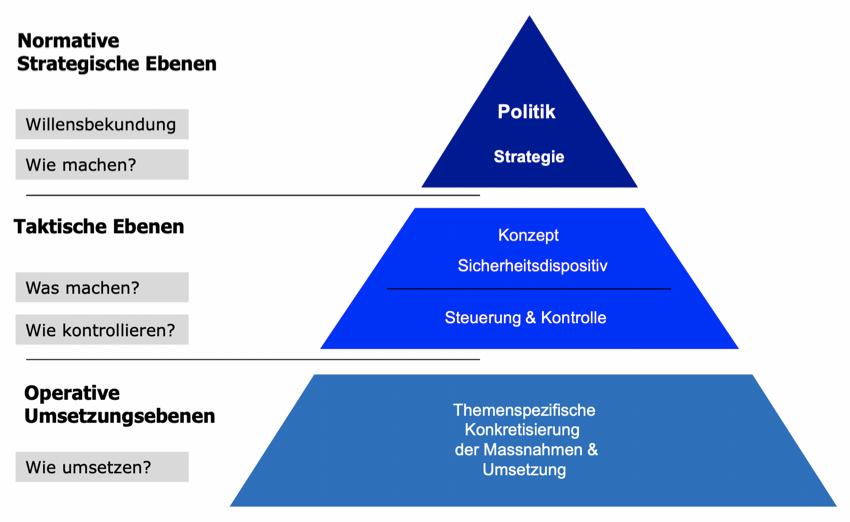 Normative
Strategische Ebenen
Willensbekundung
Wie machen?
Politik
Strategie
Taktische Ebenen
Was machen?
Wie kontrollieren?
Konzept
Sicherheitsdispositiv
Steuerung & Kontrolle
Operative
Umsetzungsebenen
Wie umsetzen?
Themenspezifische
Konkretisierung
der Massnahmen &
Umsetzung